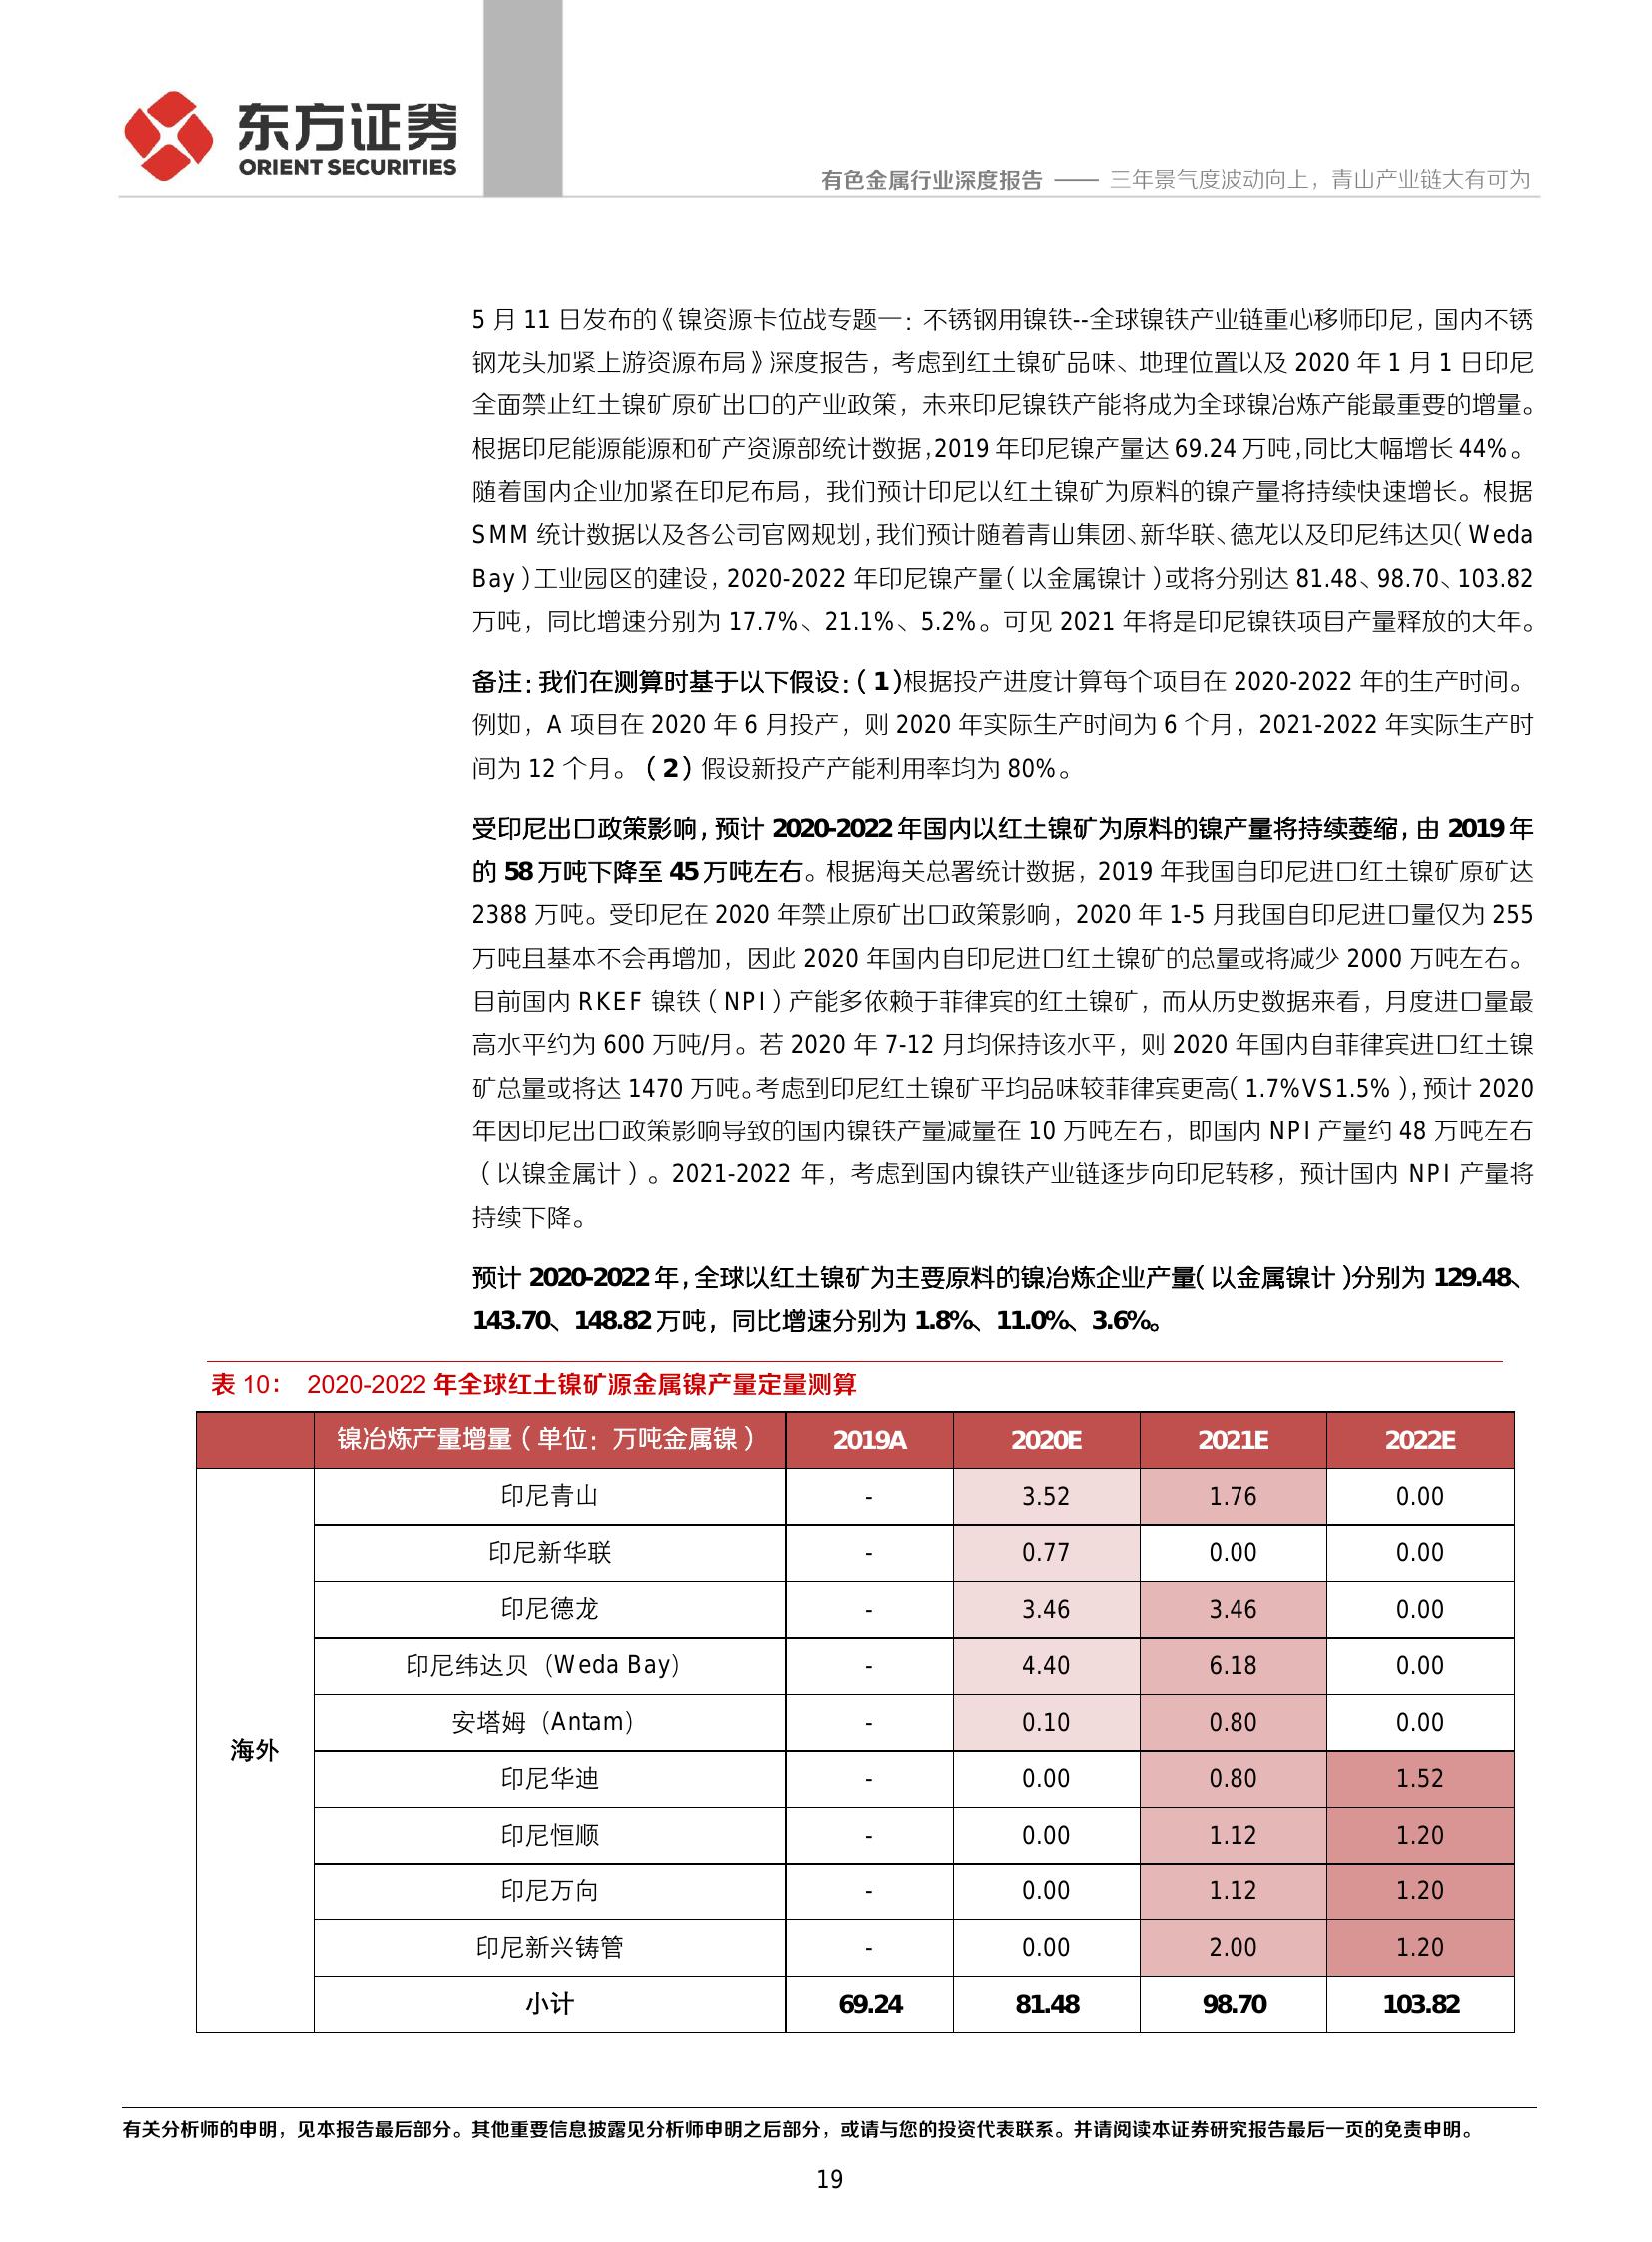 东方证券
ORIENT SECURITIES
有色金属行业深度报告 —— 三年景气度波动向上，青山产业链大有可为
5 月 11 日发布的《镍资源卡位战专题一：不锈钢用镍铁--全球镍铁产业链重心移师印尼，国内不锈
钢龙头加紧上游资源布局》深度报告，考虑到红土镍矿品味、地理位置以及 2020 年 1 月 1 日印尼
全面禁止红土镍矿原矿出口的产业政策，未来印尼镍铁产能将成为全球镍冶炼产能最重要的增量。
根据印尼能源能源和矿产资源部统计数据，2019 年印尼镍产量达 69.24 万吨，同比大幅增长 44%。
随着国内企业加紧在印尼布局，我们预计印尼以红土镍矿为原料的镍产量将持续快速增长。根据
SMM 统计数据以及各公司官网规划，我们预计随着青山集团、新华联、德龙以及印尼纬达贝（Weda
Bay）工业园区的建设，2020-2022 年印尼镍产量（以金属镍计）或将分别达 81.48、98.70、103.82
万吨，同比增速分别为 17.7%、21.1%、5.2%。可见 2021 年将是印尼镍铁项目产量释放的大年。
备注：我们在测算时基于以下假设：（1）根据投产进度计算每个项目在 2020-2022 年的生产时间。
例如，A 项目在 2020 年 6 月投产，则 2020 年实际生产时间为 6 个月，2021-2022 年实际生产时
间为 12 个月。（2）假设新投产产能利用率均为 80%。
受印尼出口政策影响，预计 2020-2022 年国内以红土镍矿为原料的镍产量将持续萎缩，由 2019 年
的 58 万吨下降至 45 万吨左右。根据海关总署统计数据，2019 年我国自印尼进口红土镍矿原矿达
2388 万吨。受印尼在 2020 年禁止原矿出口政策影响，2020 年 1-5 月我国自印尼进口量仅为 255
万吨且基本不会再增加，因此 2020 年国内自印尼进口红土镍矿的总量或将减少 2000 万吨左右。
目前国内 RKEF 镍铁（NPI）产能多依赖于菲律宾的红土镍矿，而从历史数据来看，月度进口量最
高水平约为 600 万吨/月。若 2020 年 7-12 月均保持该水平，则 2020 年国内自菲律宾进口红土镍
矿总量或将达 1470 万吨。考虑到印尼红土镍矿平均品味较菲律宾更高（1.7%VS1.5%），预计 2020
年因印尼出口政策影响导致的国内镍铁产量减量在 10 万吨左右，即国内 NPI 产量约 48 万吨左右
（以镍金属计）。2021-2022 年，考虑到国内镍铁产业链逐步向印尼转移，预计国内 NPI 产量将
持续下降。
预计 2020-2022 年，全球以红土镍矿为主要原料的镍冶炼企业产量（以金属镍计）分别为 129.48、
143.70、148.82 万吨，同比增速分别为 1.8%、11.0%、3.6%。
表 10： 2020-2022 年全球红土镍矿源金属镍产量定量测算
镍冶炼产量增量（单位：万吨金属镍） 2019A 2020E 2021E 2022E
印尼青山 - 3.52 1.76 0.00
印尼新华联 - 0.77 0.00 0.00
印尼德龙 - 3.46 3.46 0.00
印尼纬达贝（Weda Bay） - 4.40 6.18 0.00
安塔姆（Antam） - 0.10 0.80 0.00
海外
印尼华迪 - 0.00 0.80 1.52
印尼恒顺 - 0.00 1.12 1.20
印尼万向 - 0.00 1.12 1.20
印尼新兴铸管 - 0.00 2.00 1.20
小计 69.24 81.48 98.70 103.82
有关分析师的申明，见本报告最后部分。其他重要信息披露见分析师申明之后部分，或请与您的投资代表联系。并请阅读本证券研究报告最后一页的免责申明。
19